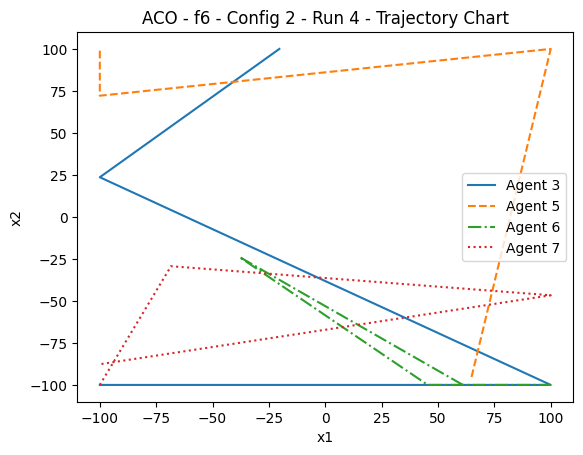 ACO - f6 - Config 2 - Run 4 - Trajectory Chart
100
75
50
25
0
−25
−50
−75
−100
x2
Agent 3
Agent 5
Agent 6
Agent 7
−100 −75 −50 −25 0 25 50 75 100
x1